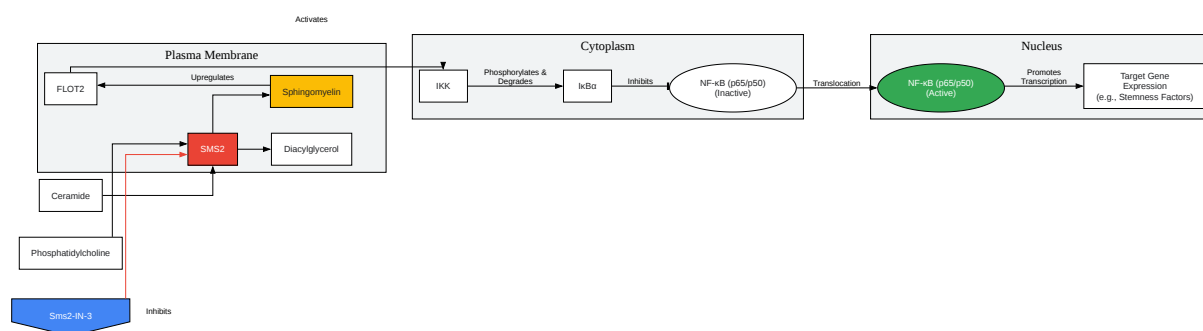 Activates
Plasma Membrane
Cytoplasm
Nucleus
FLOT2
Upregulates
Sphingomyelin
IKK
Phosphorylates &
Degrades
IκBα
Inhibits
NF-κB (p65/p50)
(Inactive)
Translocation
NF-κB (p65/p50)
(Active)
Promotes
Transcription
Target Gene
Expression
(e.g., Stemness Factors)
SMS2
Diacylglycerol
Ceramide
Phosphatidylcholine
Sms2-IN-3
Inhibits